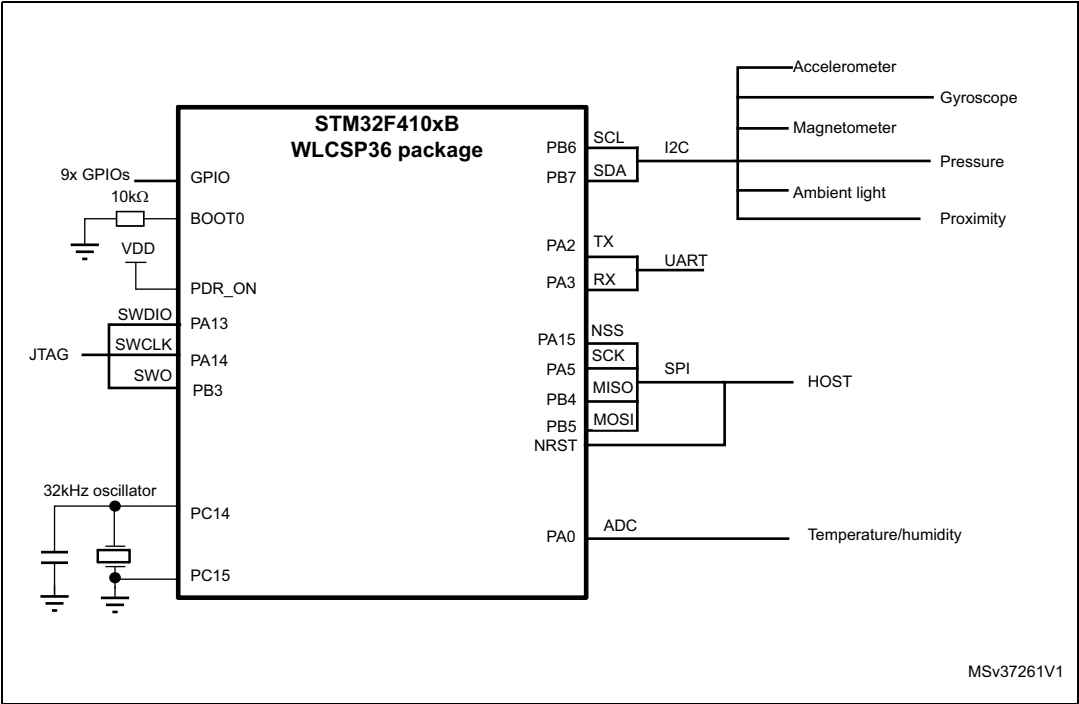 STM32F410xB
WLCSP36 package
9x GPIOs
GPIO
10kΩ
BOOT0
VDD
PDR_ON
JTAG
SWDIO
PA13
SWCLK
PA14
SWO
PB3
32kHz oscillator
PC14
PC15
PB6
SCL
PB7
SDA
I2C
Accelerometer
Gyroscope
Magnetometer
Pressure
Ambient light
Proximity
PA2
TX
PA3
RX
UART
PA15
NSS
PA5
SCK
PB4
MISO
PB5
MOSI
NRST
SPI
HOST
PA0
ADC
Temperature/humidity
MSv37261V1